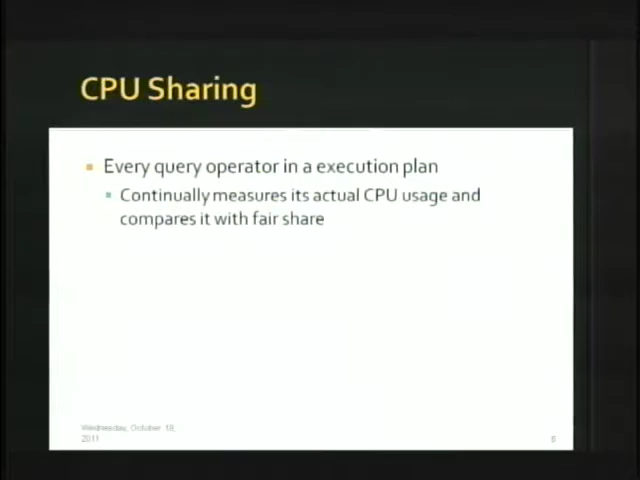 CPU Sharing
Every query operator in a execution plan
Continually measures its actual CPU usage and
compares it with fair share
Wednesday, October 19,
2011